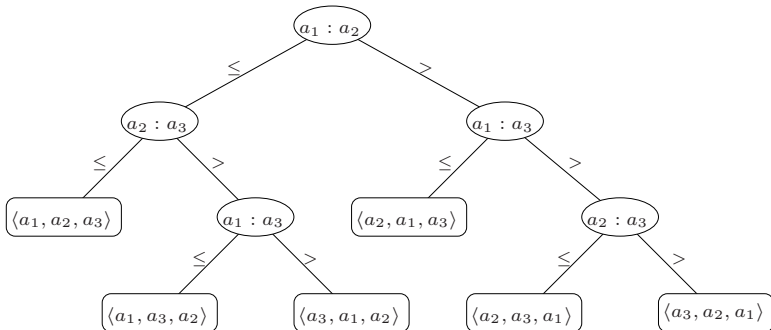 a₁ : a₂
≤ >
a₂ : a₃ a₁ : a₃
≤ > ≤ >
⟨a₁, a₂, a₃⟩ a₁ : a₃ ⟨a₂, a₁, a₃⟩ a₂ : a₃
≤ > ≤ >
⟨a₁, a₃, a₂⟩ ⟨a₃, a₁, a₂⟩ ⟨a₂, a₃, a₁⟩ ⟨a₃, a₂, a₁⟩